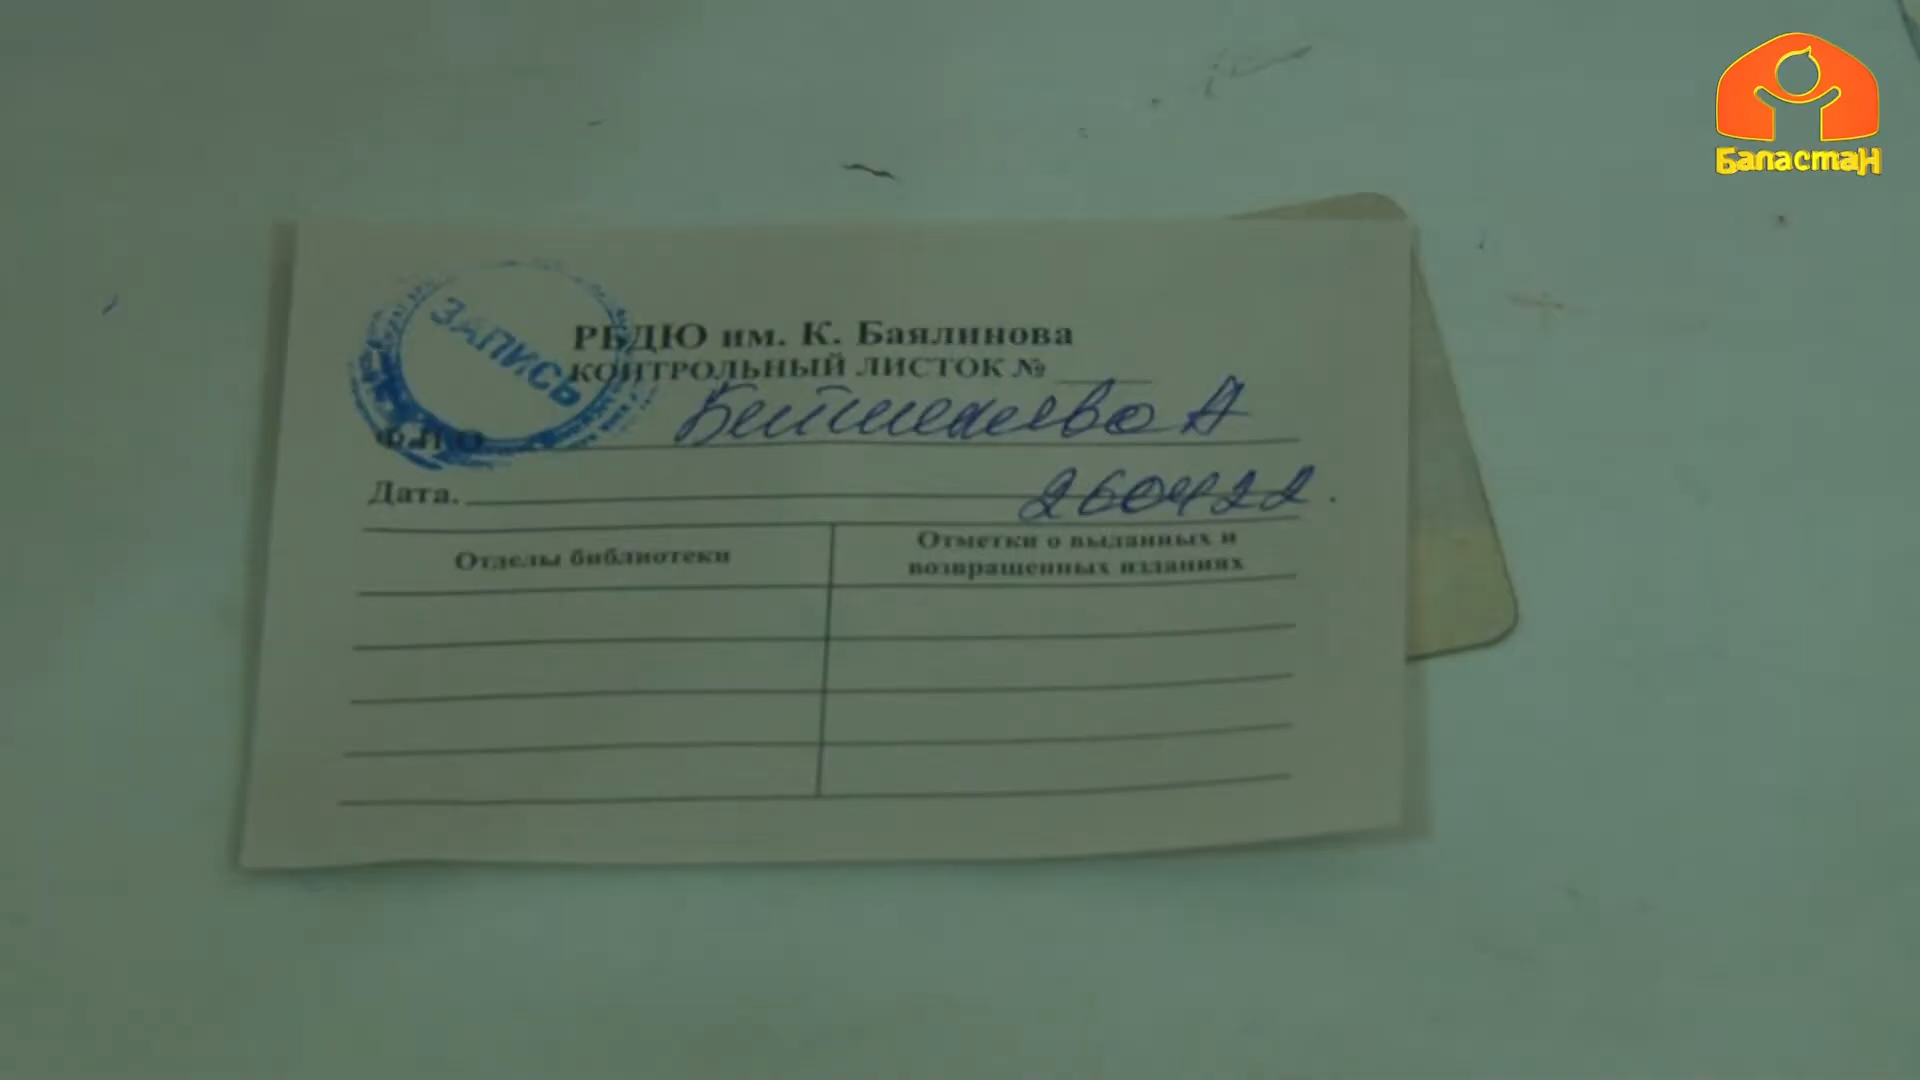 Баластан
ЗАПИСЬ
РБДЮ им. К. Баялинова
КОНТРОЛЬНЫЙ ЛИСТОК №
Ф.И.О
Дата. 260422.
Отделы библиотеки
Отметки о выданных и
возвращенных изданиях